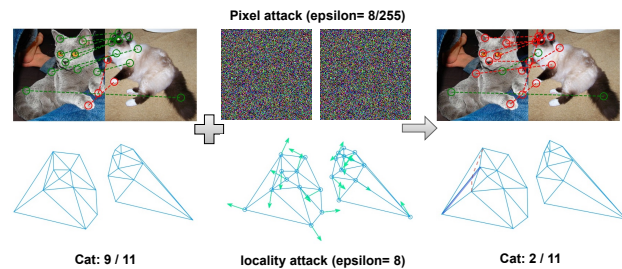 Pixel attack (epsilon= 8/255)
Cat: 9 / 11
locality attack (epsilon= 8)
Cat: 2 / 11